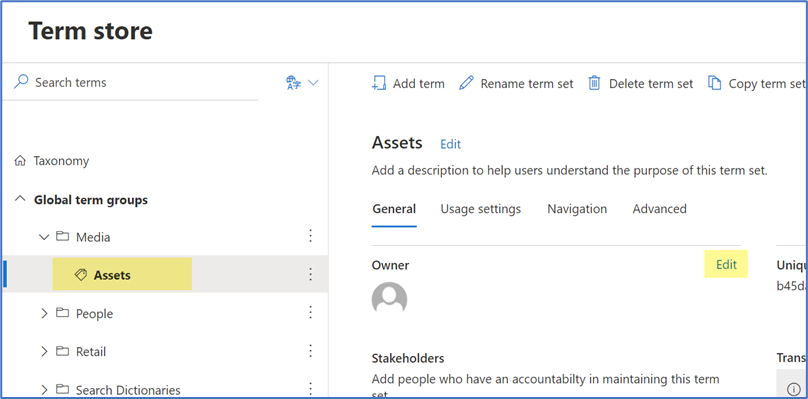 Term store
Search terms
Add term
Rename term set
Delete term set
Copy term set
Taxonomy
Global term groups
Media
Assets
People
Retail
Search Dictionaries
Assets Edit
Add a description to help users understand the purpose of this term set.
General Usage settings Navigation Advanced
Owner Edit
Stakeholders
Add people who have an accountabilty in maintaining this term
set